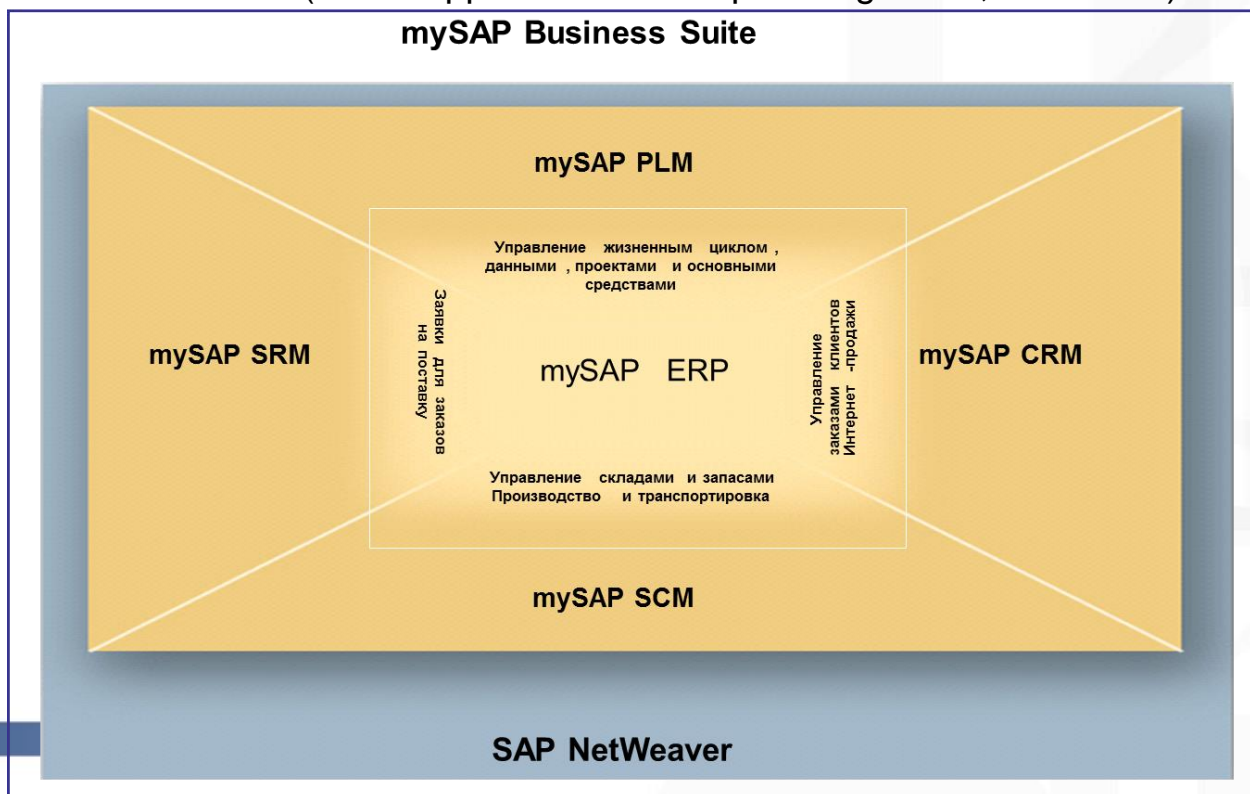 mySAP Business Suite
mySAP PLM
Управление жизненным циклом ,
данными , проектами и основными
средствами
mySAP SRM
Заявки для заказов
на поставку
mySAP ERP
Управление
заказами клиентов
Интернет -продажи
mySAP CRM
Управление складами и запасами
Производство и транспортировка
mySAP SCM
SAP NetWeaver